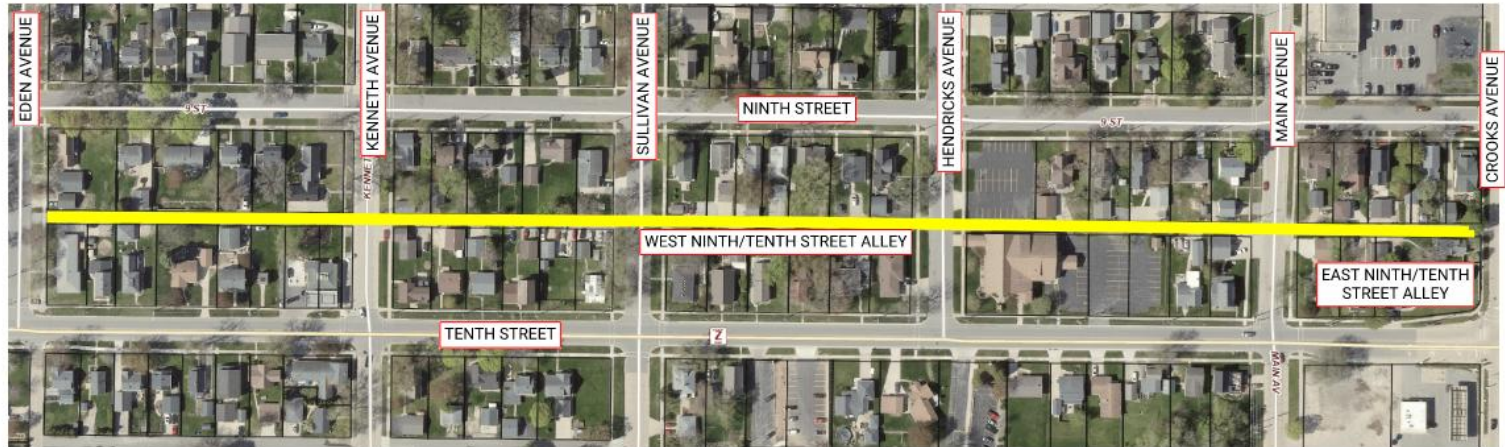 EDEN AVENUE
KENNETH AVENUE
SULLIVAN AVENUE
HENDRICKS AVENUE
MAIN AVENUE
CROOKS AVENUE
9 ST
NINTH STREET
9 ST
KENNET
WEST NINTH/TENTH STREET ALLEY
EAST NINTH/TENTH
STREET ALLEY
TENTH STREET
Z
MAIN AV